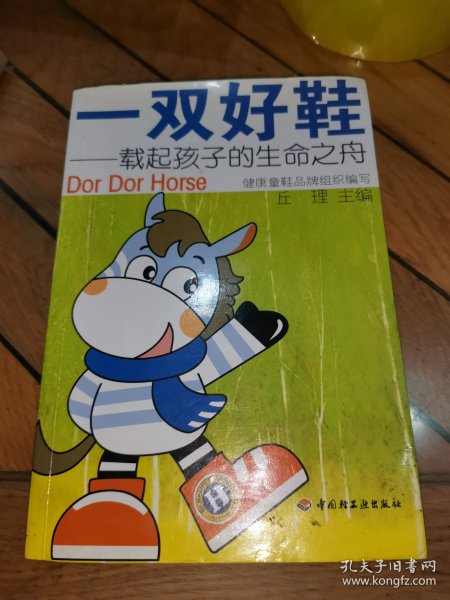 一双好鞋
——载起孩子的生命之舟
Dor Dor Horse
健康童鞋品牌组织编写
丘 理 主编
H
中国轻工业出版社
孔夫子旧书网
www.kongfz.com